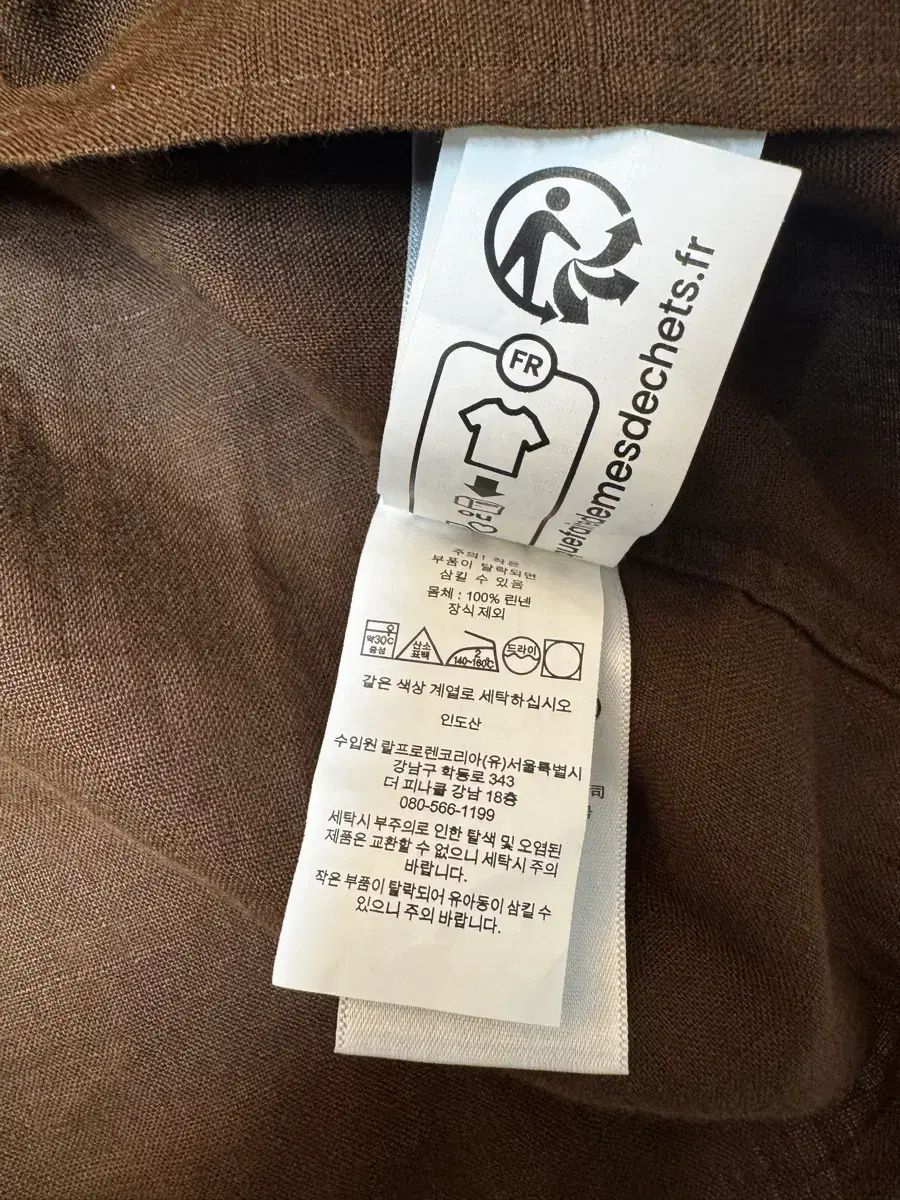 FR
quefairedemesdechets.fr
주의! 작은
부품이 탈락되면
삼킬 수 있음
몸체 : 100% 린넨
장식 제외
약30℃
중성
산소
표백
2
140~160℃
드라이
같은 색상 계열로 세탁하십시오
인도산
수입원 랄프로렌코리아(유)서울특별시
강남구 학동로 343
더 피나클 강남 18층
080-566-1199
세탁시 부주의로 인한 탈색 및 오염된
제품은 교환할 수 없으니 세탁시 주의
바랍니다.
작은 부품이 탈락되어 유아동이 삼킬 수
있으니 주의 바랍니다.
司